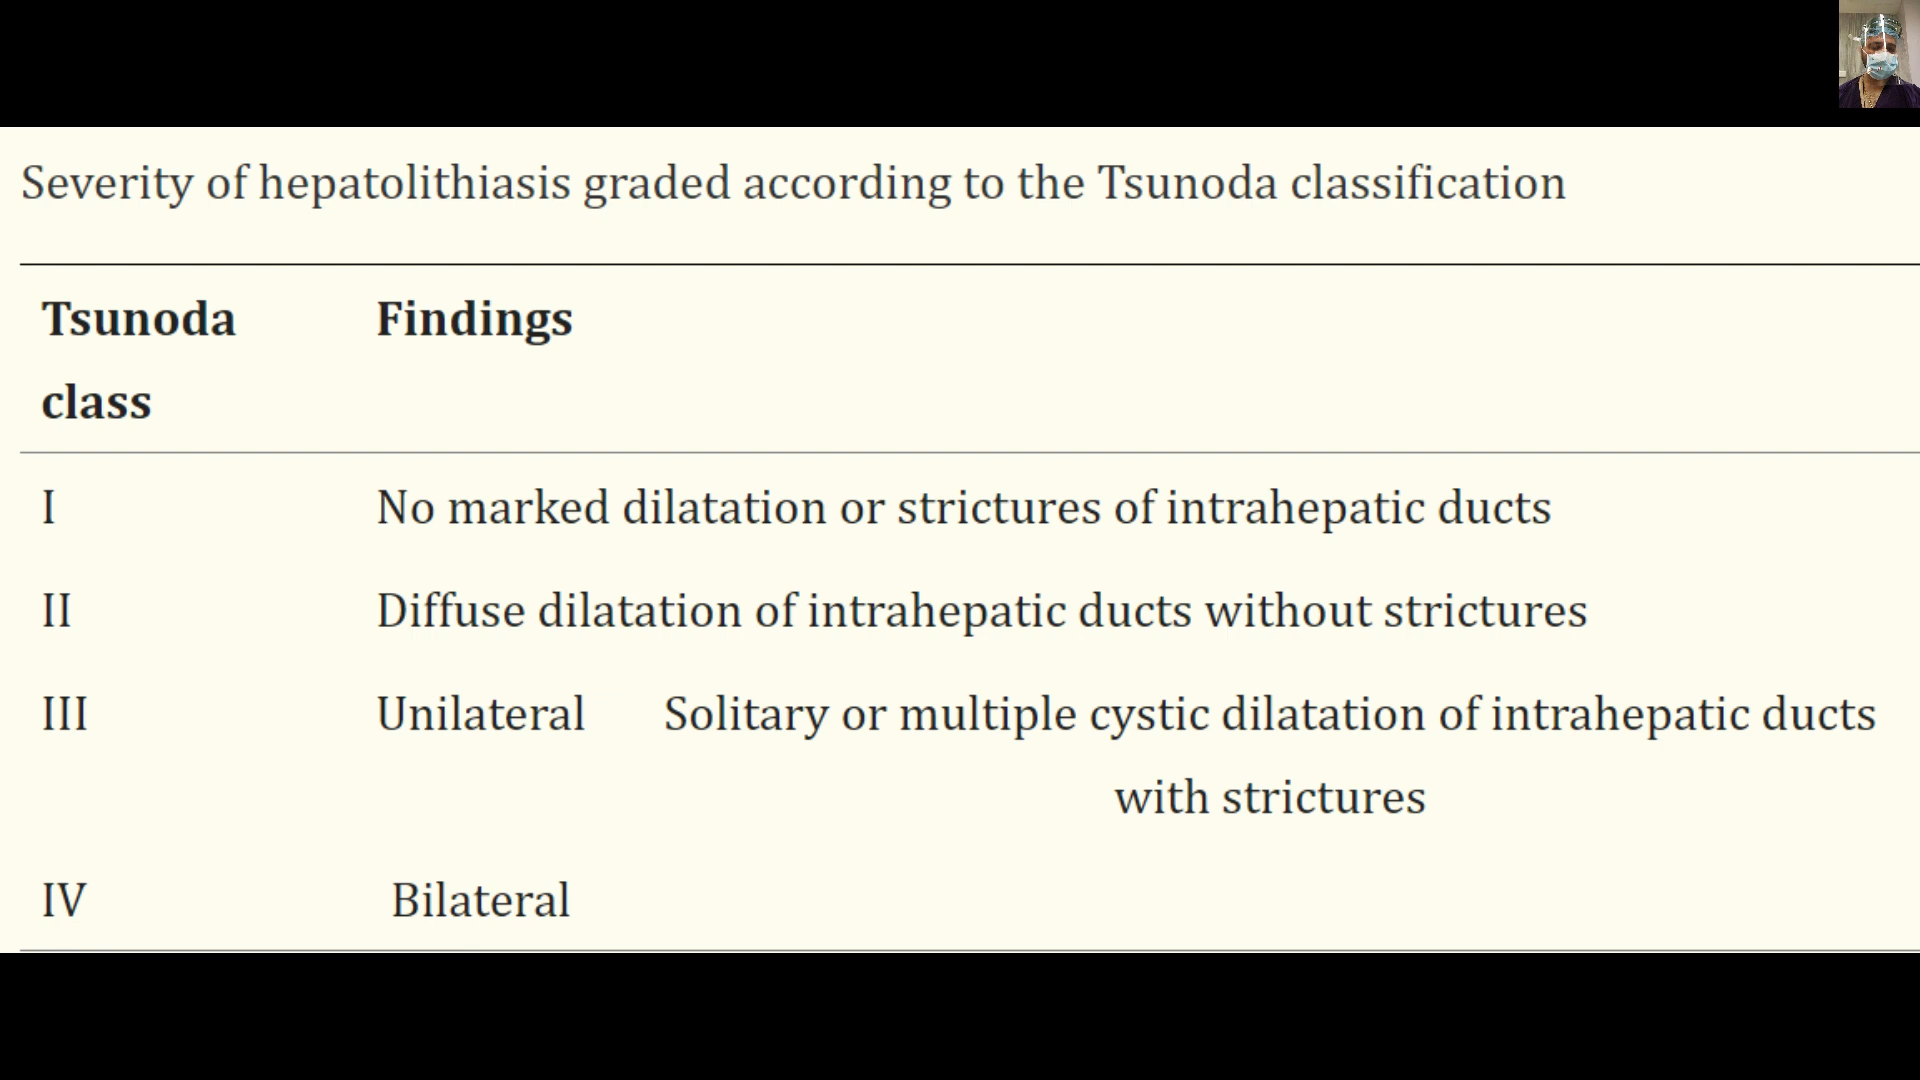 Severity of hepatolithiasis graded according to the Tsunoda classification
Tsunoda class
Findings
I No marked dilatation or strictures of intrahepatic ducts
II Diffuse dilatation of intrahepatic ducts without strictures
III Unilateral Solitary or multiple cystic dilatation of intrahepatic ducts
with strictures
IV Bilateral